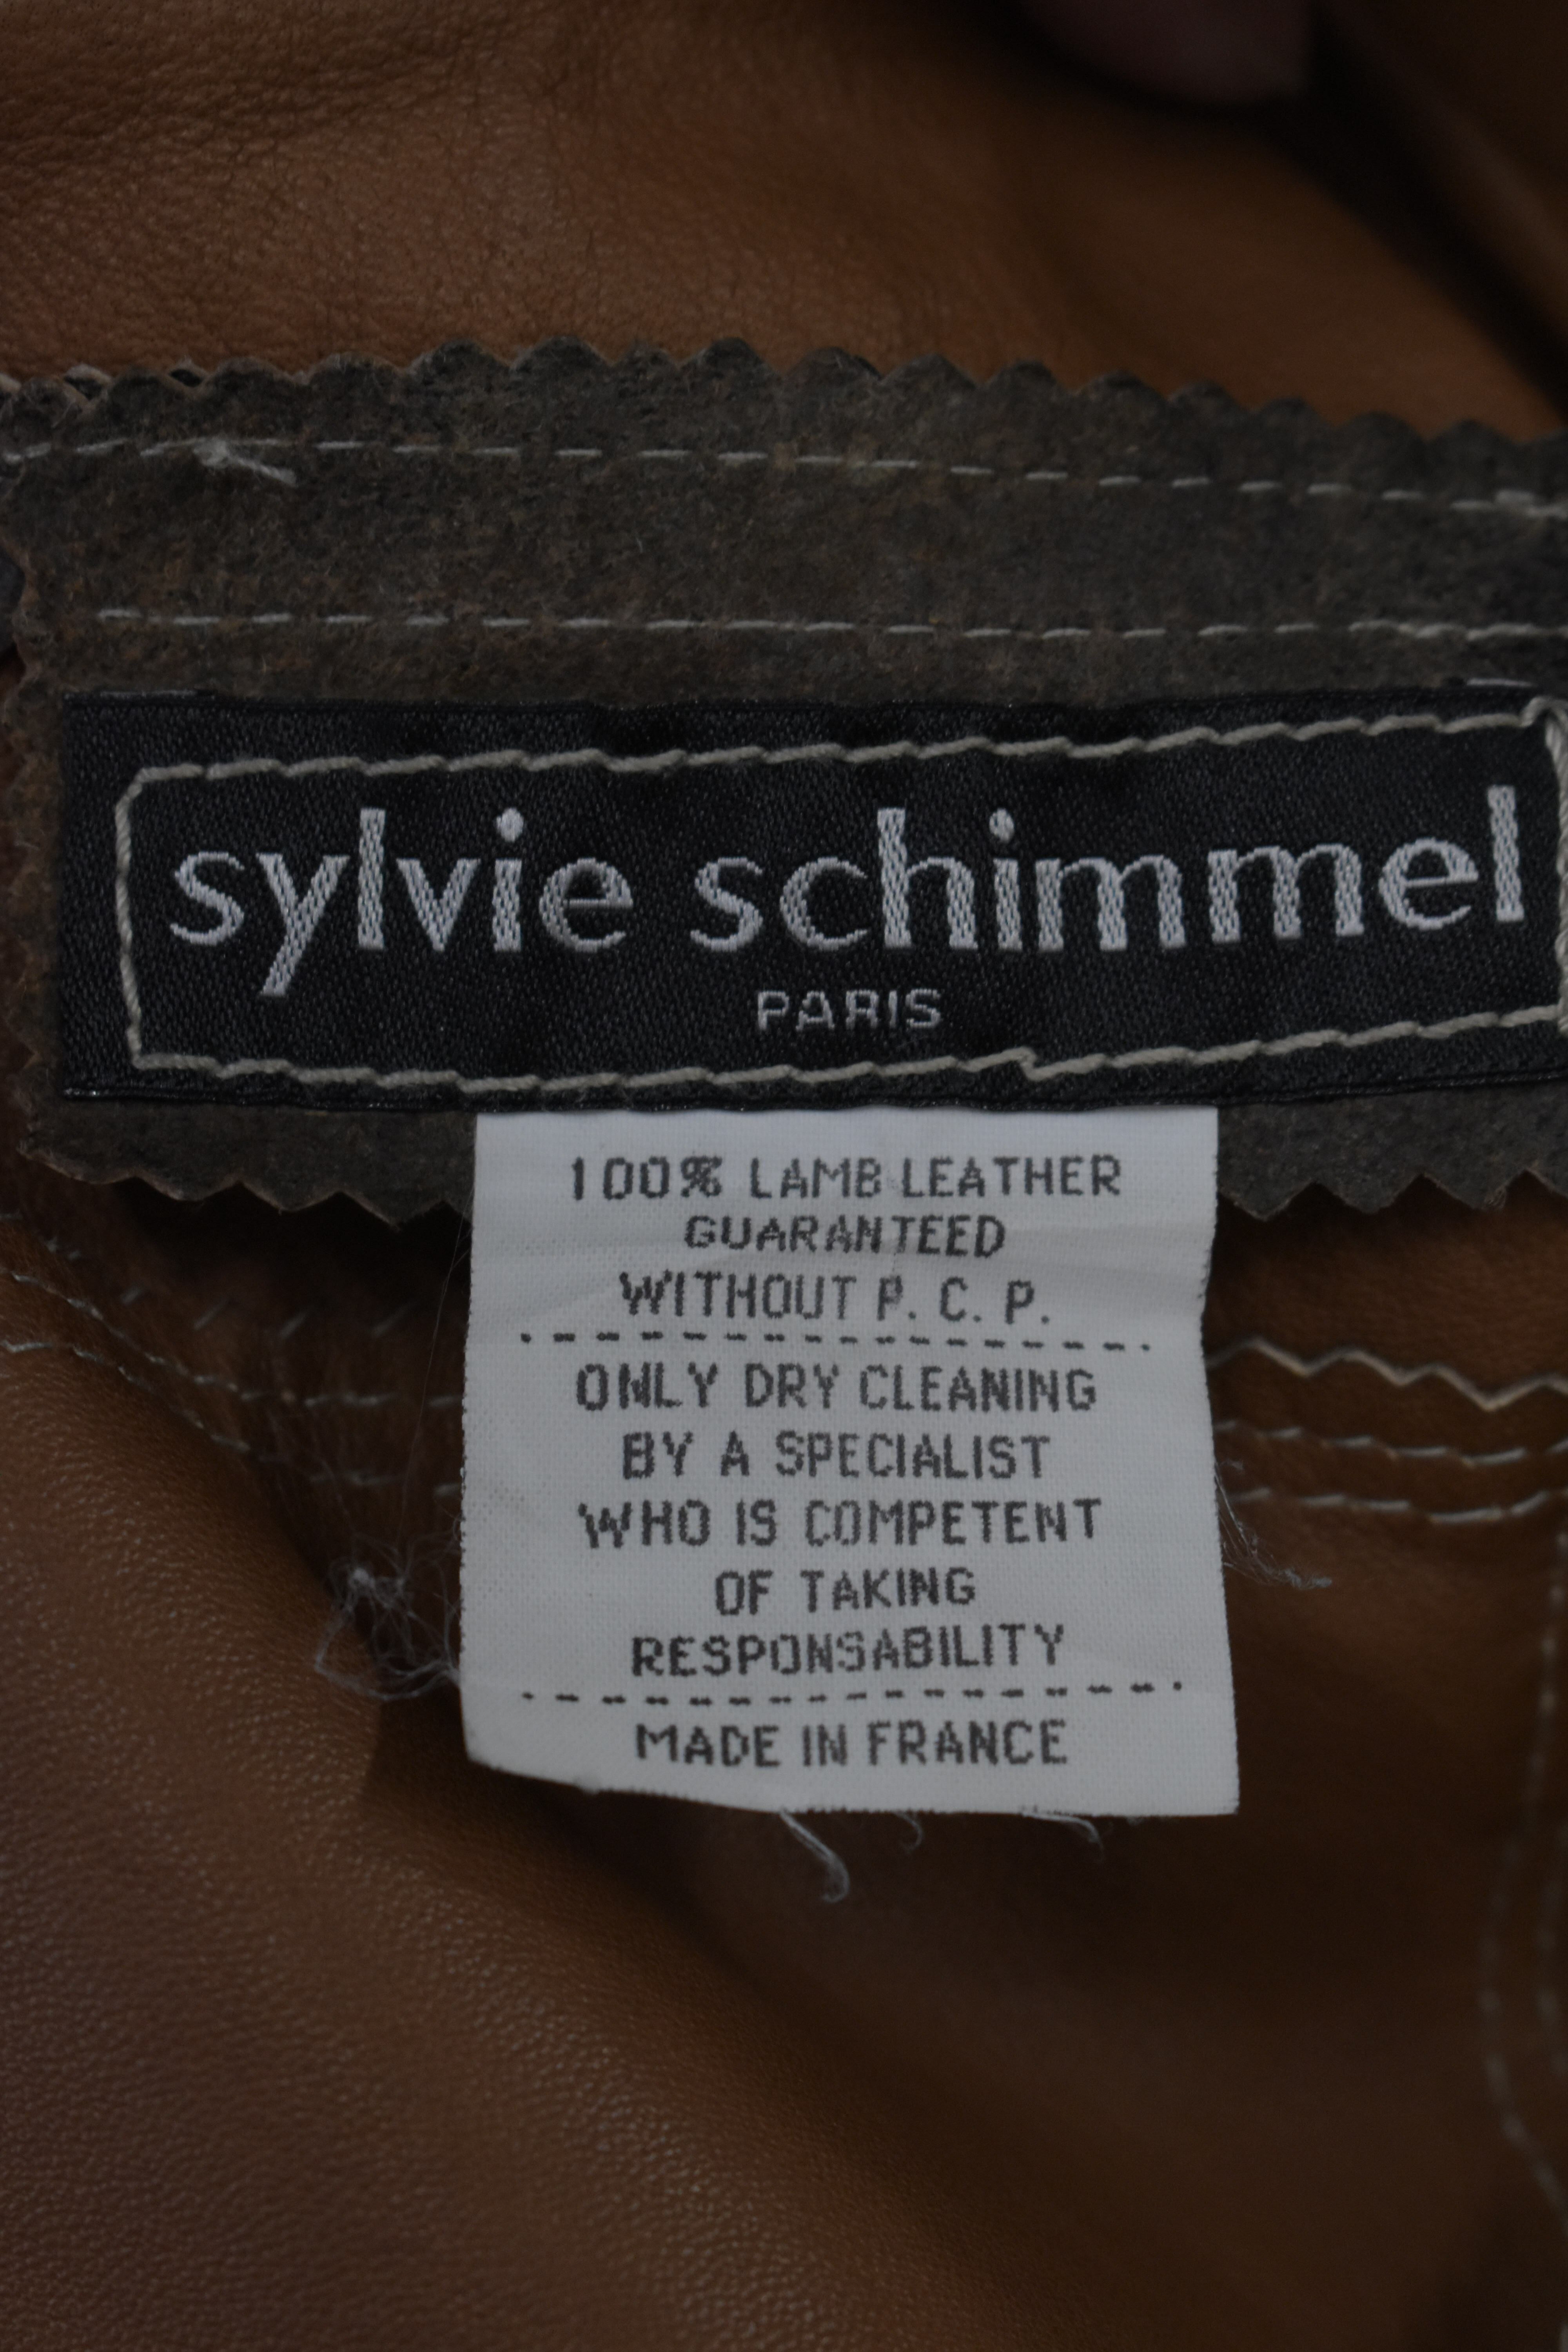 sylvie schimmel
PARIS
100% LAMB LEATHER
GUARANTEED
WITHOUT P. C. P.
ONLY DRY CLEANING
BY A SPECIALIST
WHO IS COMPETENT
OF TAKING
RESPONSABILITY
MADE IN FRANCE